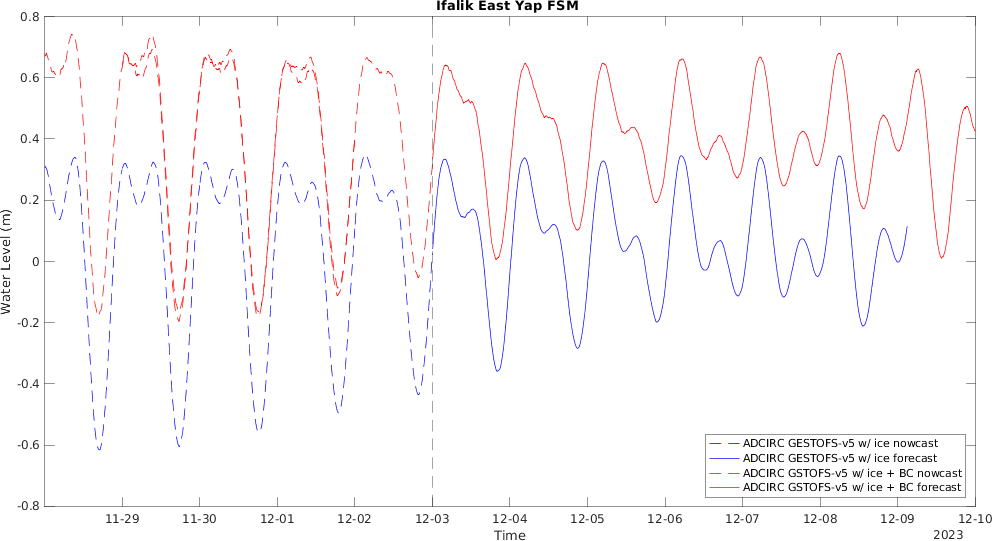 Ifalik East Yap FSM
0.8
0.6
0.4
0.2
0
-0.2
-0.4
-0.6
-0.8
Water Level (m)
ADCIRC GESTOFS-v5 w/ ice nowcast
ADCIRC GESTOFS-v5 w/ ice forecast
ADCIRC GSTOFS-v5 w/ ice + BC nowcast
ADCIRC GSTOFS-v5 w/ ice + BC forecast
11-29 11-30 12-01 12-02 12-03 12-04 12-05 12-06 12-07 12-08 12-09 12-10
Time
2023